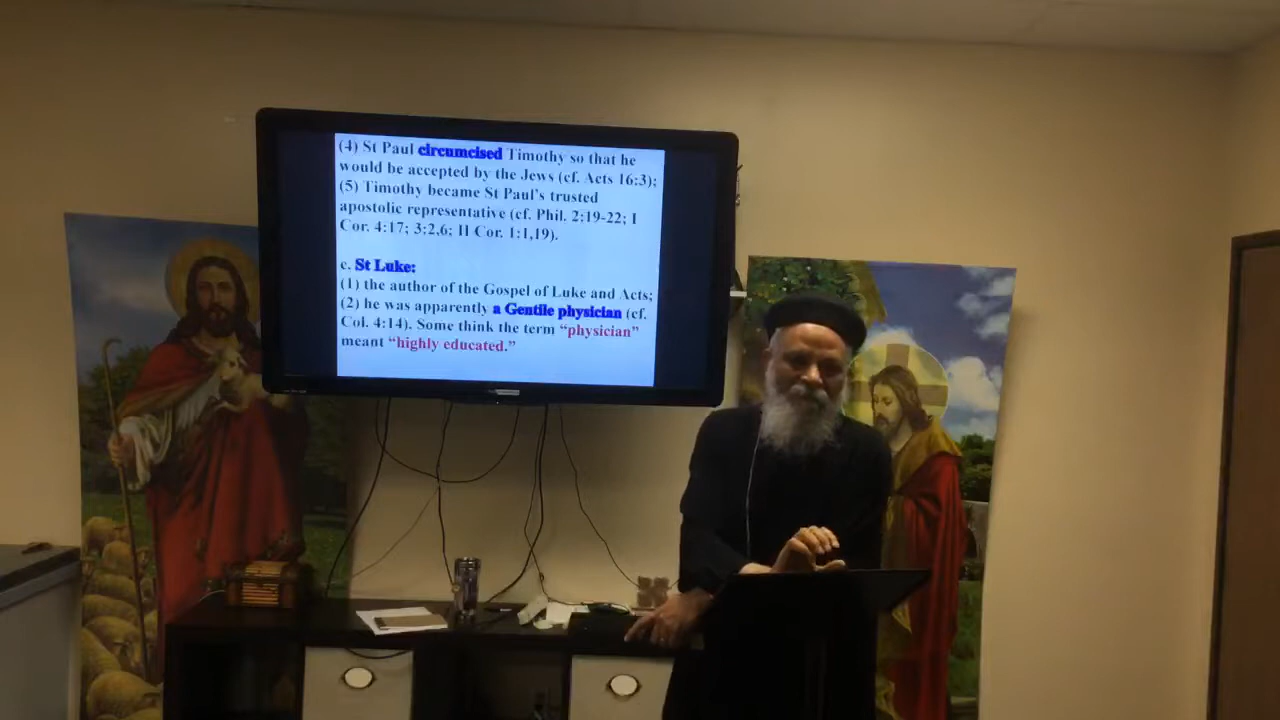 (4) St Paul circumcised Timothy so that he
would be accepted by the Jews (cf. Acts 16:3);
(5) Timothy became St Paul's trusted
apostolic representative (cf. Phil. 2:19-22; I
Cor. 4:17; 3:2,6; II Cor. 1:1,19).
c. St Luke:
(1) the author of the Gospel of Luke and Acts;
(2) he was apparently a Gentile physician (cf.
Col. 4:14). Some think the term “physician”
meant “highly educated.”